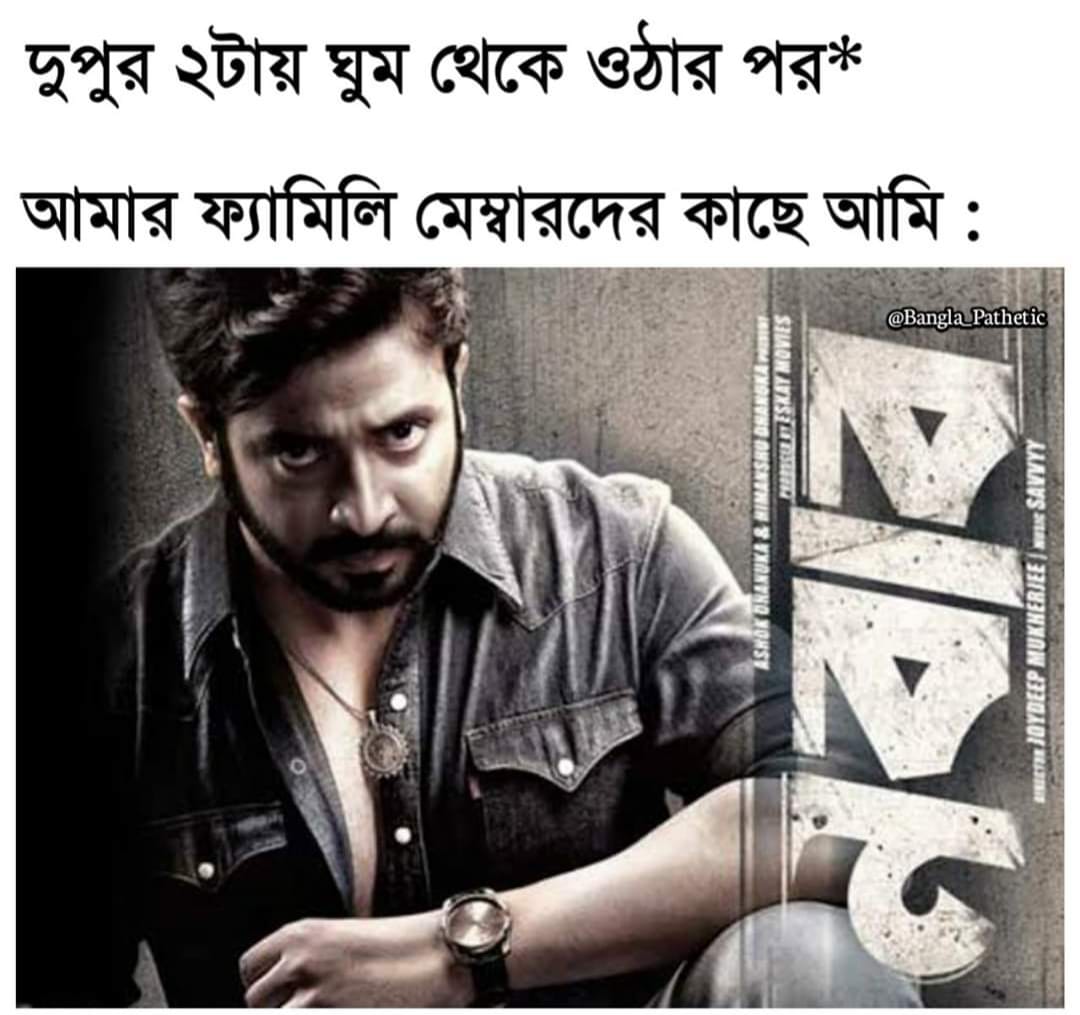 দুপুর ২টায় ঘুম থেকে ওঠার পর*
আমার ফ্যামিলি মেম্বারদের কাছে আমি :
@Bangla_Pathetic
ASHOK DHANUKA & HIMANSHU DHANUKA PRESENT
PRODUCED BY ESKAY MOVIES
নবাব
DIRECTOR JOYDEEP MUKHERJEE | MUSIC SAVVYY